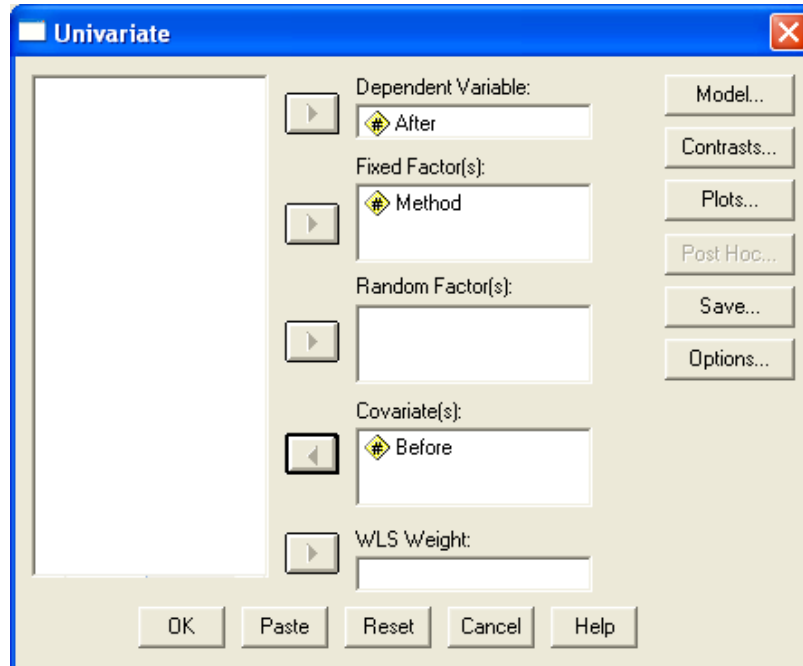 Univariate
Dependent Variable:
# After
Fixed Factor(s):
# Method
Random Factor(s):
Covariate(s):
# Before
WLS Weight:
Model...
Contrasts...
Plots...
Post Hoc...
Save...
Options...
OK Paste Reset Cancel Help